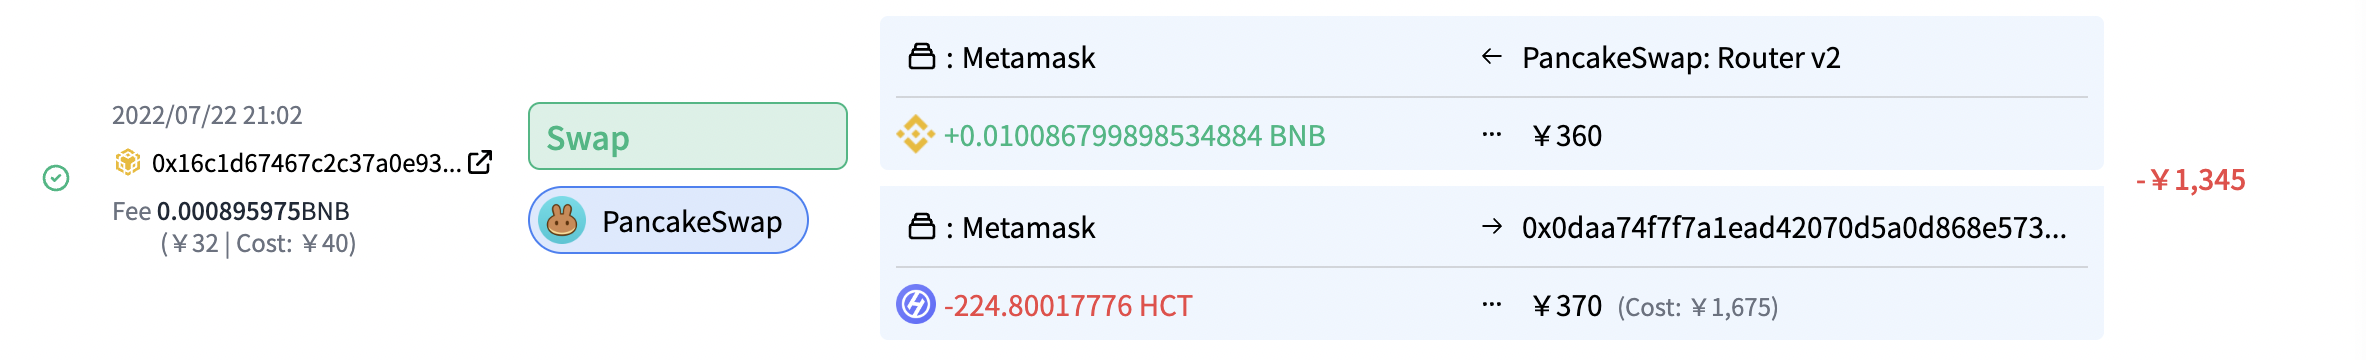 2022/07/22 21:02
0x16c1d67467c2c37a0e93...
Fee 0.000895975BNB
(¥32 | Cost: ¥40)
Swap
PancakeSwap
: Metamask ← PancakeSwap: Router v2
+0.010086799898534884 BNB ... ¥360
: Metamask → 0x0daa74f7f7a1ead42070d5a0d868e573...
-224.80017776 HCT ... ¥370 (Cost: ¥1,675)
-¥1,345